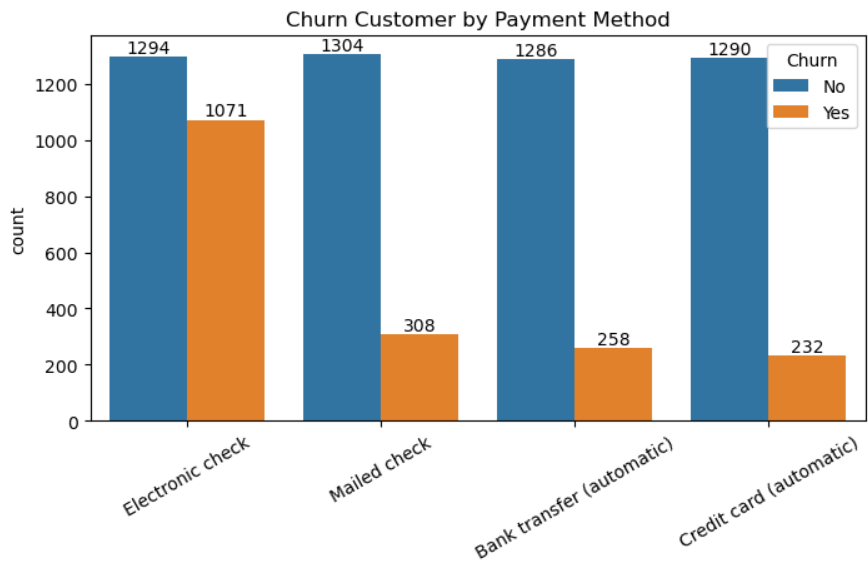 Churn Customer by Payment Method
1294
1304
1286
1290
Churn
No
Yes
1071
308
258
232
count
1200
1000
800
600
400
200
0
Electronic check
Mailed check
Bank transfer (automatic)
Credit card (automatic)